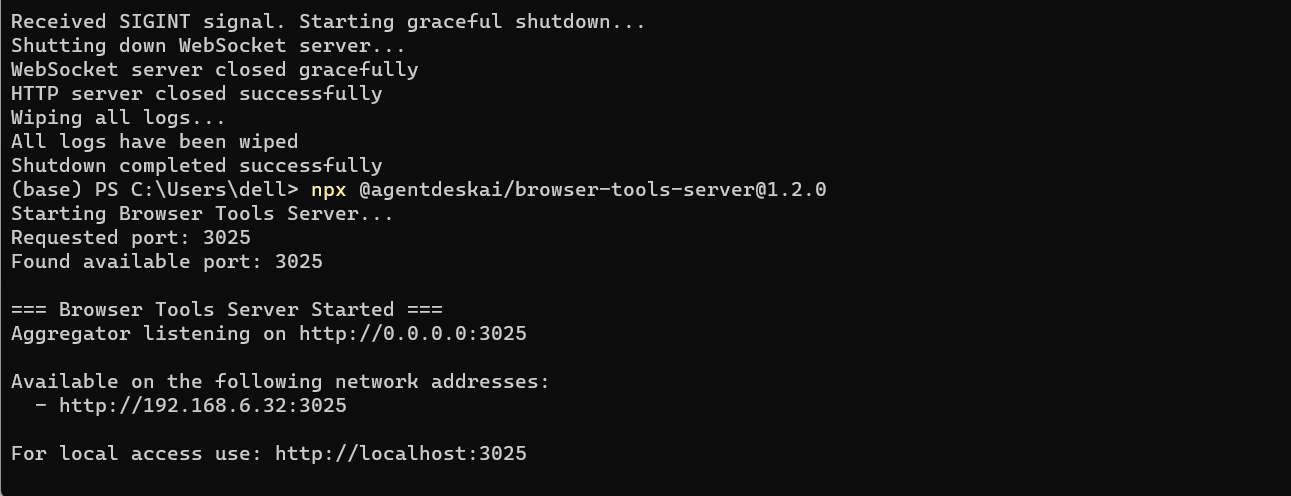 Received SIGINT signal. Starting graceful shutdown...
Shutting down WebSocket server...
WebSocket server closed gracefully
HTTP server closed successfully
Wiping all logs...
All logs have been wiped
Shutdown completed successfully
(base) PS C:\Users\dell> npx @agentdeskai/browser-tools-server@1.2.0
Starting Browser Tools Server...
Requested port: 3025
Found available port: 3025
=== Browser Tools Server Started ===
Aggregator listening on http://0.0.0.0:3025
Available on the following network addresses:
  - http://192.168.6.32:3025
For local access use: http://localhost:3025